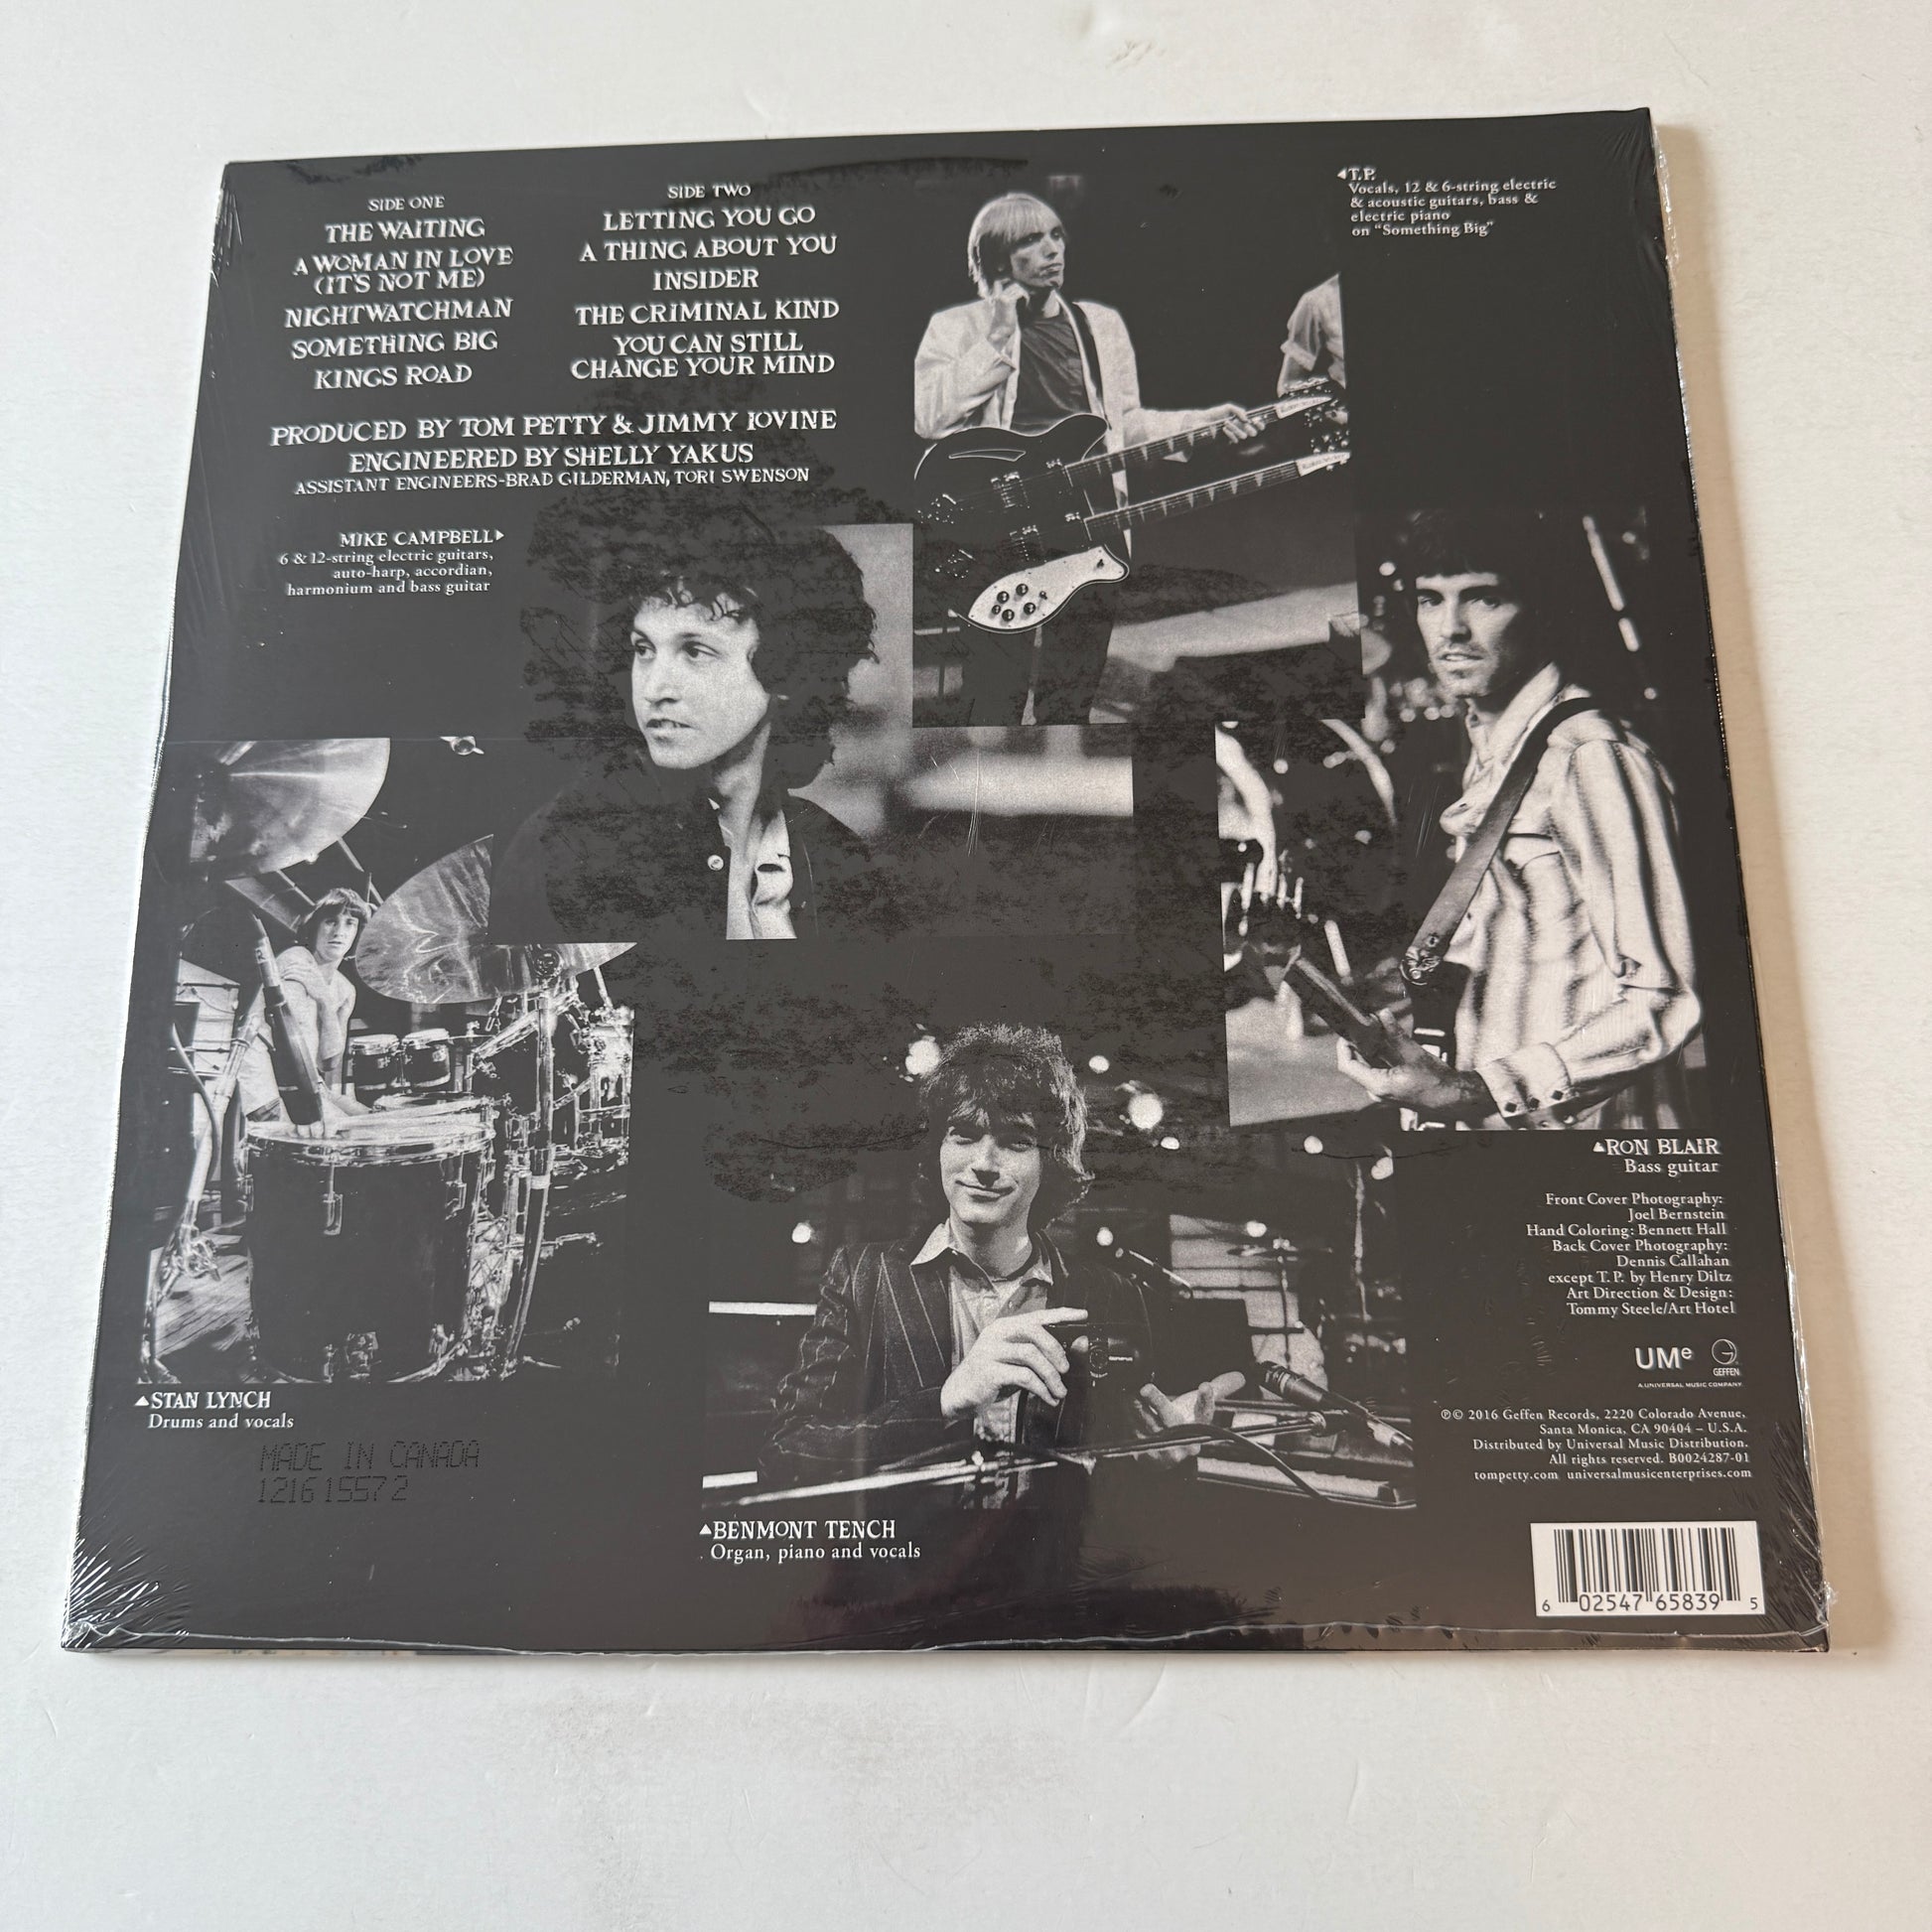 SIDE ONE
THE WAITING
A WOMAN IN LOVE
(IT'S NOT ME)
NIGHTWATCHMAN
SOMETHING BIG
KINGS ROAD
SIDE TWO
LETTING YOU GO
A THING ABOUT YOU
INSIDER
THE CRIMINAL KIND
YOU CAN STILL
CHANGE YOUR MIND
PRODUCED BY TOM PETTY & JIMMY IOVINE
ENGINEERED BY SHELLY YAKUS
ASSISTANT ENGINEERS-BRAD GILDERMAN, TORI SWENSON
T.P.
Vocals, 12 & 6-string electric
& acoustic guitars, bass &
electric piano
on "Something Big"
MIKE CAMPBELL
6 & 12-string electric guitars,
auto-harp, accordian,
harmonium and bass guitar
RON BLAIR
Bass guitar
Front Cover Photography:
Joel Bernstein
Hand Coloring: Bennett Hall
Back Cover Photography:
Dennis Callahan
except T.P. by Henry Diltz
Art Direction & Design:
Tommy Steele/Art Hotel
UMe
GEFFEN
A UNIVERSAL MUSIC COMPANY
STAN LYNCH
Drums and vocals
MADE IN CANADA
1216 1557 2
℗© 2016 Geffen Records, 2220 Colorado Avenue,
Santa Monica, CA 90404 – U.S.A.
Distributed by Universal Music Distribution.
All rights reserved. B0024287-01
tompetty.com universalmusicenterprises.com
BENMONT TENCH
Organ, piano and vocals
6 02547 65839 5